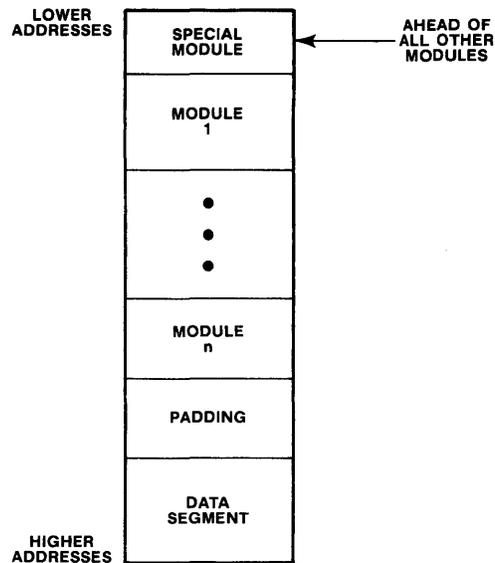 LOWER
ADDRESSES
SPECIAL
MODULE
AHEAD OF
ALL OTHER
MODULES
MODULE
1
MODULE
n
PADDING
DATA
SEGMENT
HIGHER
ADDRESSES